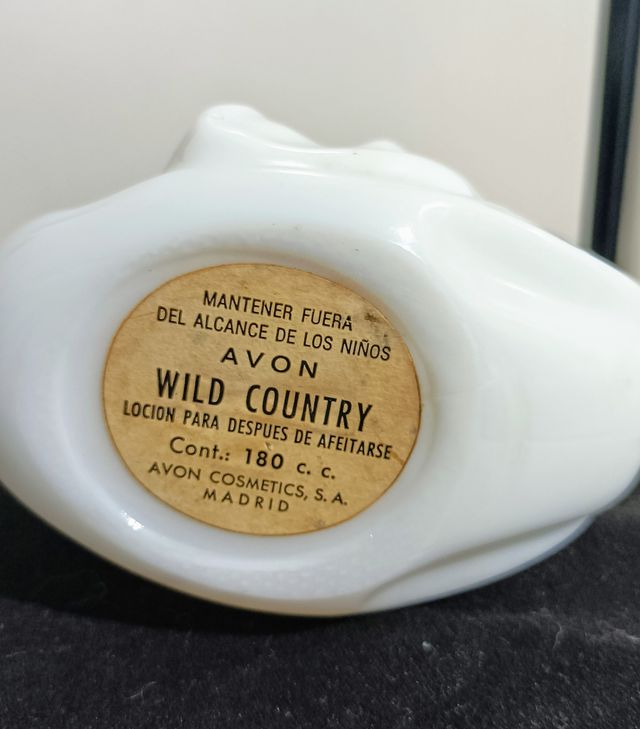 MANTENER FUERA
DEL ALCANCE DE LOS NIÑOS
AVON
WILD COUNTRY
LOCION PARA DESPUES DE AFEITARSE
Cont.: 180 c. c.
AVON COSMETICS, S. A.
MADRID